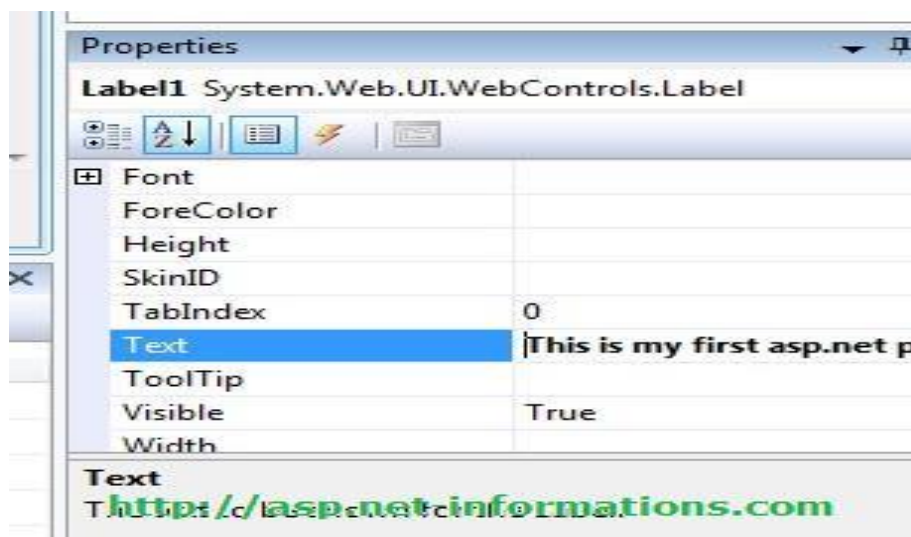 Properties
Label1 System.Web.UI.WebControls.Label
Font
ForeColor
Height
SkinID
TabIndex 0
Text This is my first asp.net p
ToolTip
Visible True
Width
Text
http://asp.net-informations.com